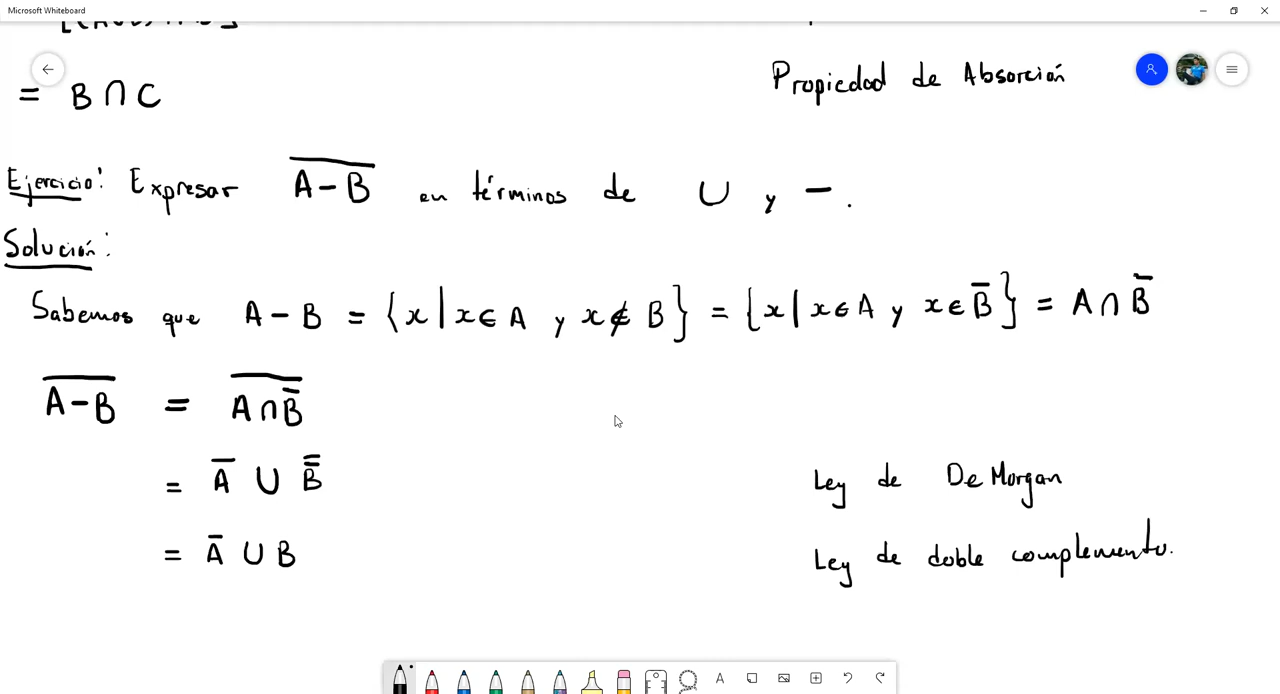 Microsoft Whiteboard
= B ∩ C
Propiedad de Absorción
Ejercicio: Expresar \overline{A - B} en términos de ∪ y ‾.
Solución:
Sabemos que A - B = {x | x ∈ A y x ∉ B} = {x | x ∈ A y x ∈ \overline{B}} = A ∩ \overline{B}
\overline{A - B} = \overline{A ∩ \overline{B}}
= \overline{A} ∪ \overline{\overline{B}} Ley de De Morgan
= \overline{A} ∪ B Ley de doble complemento.